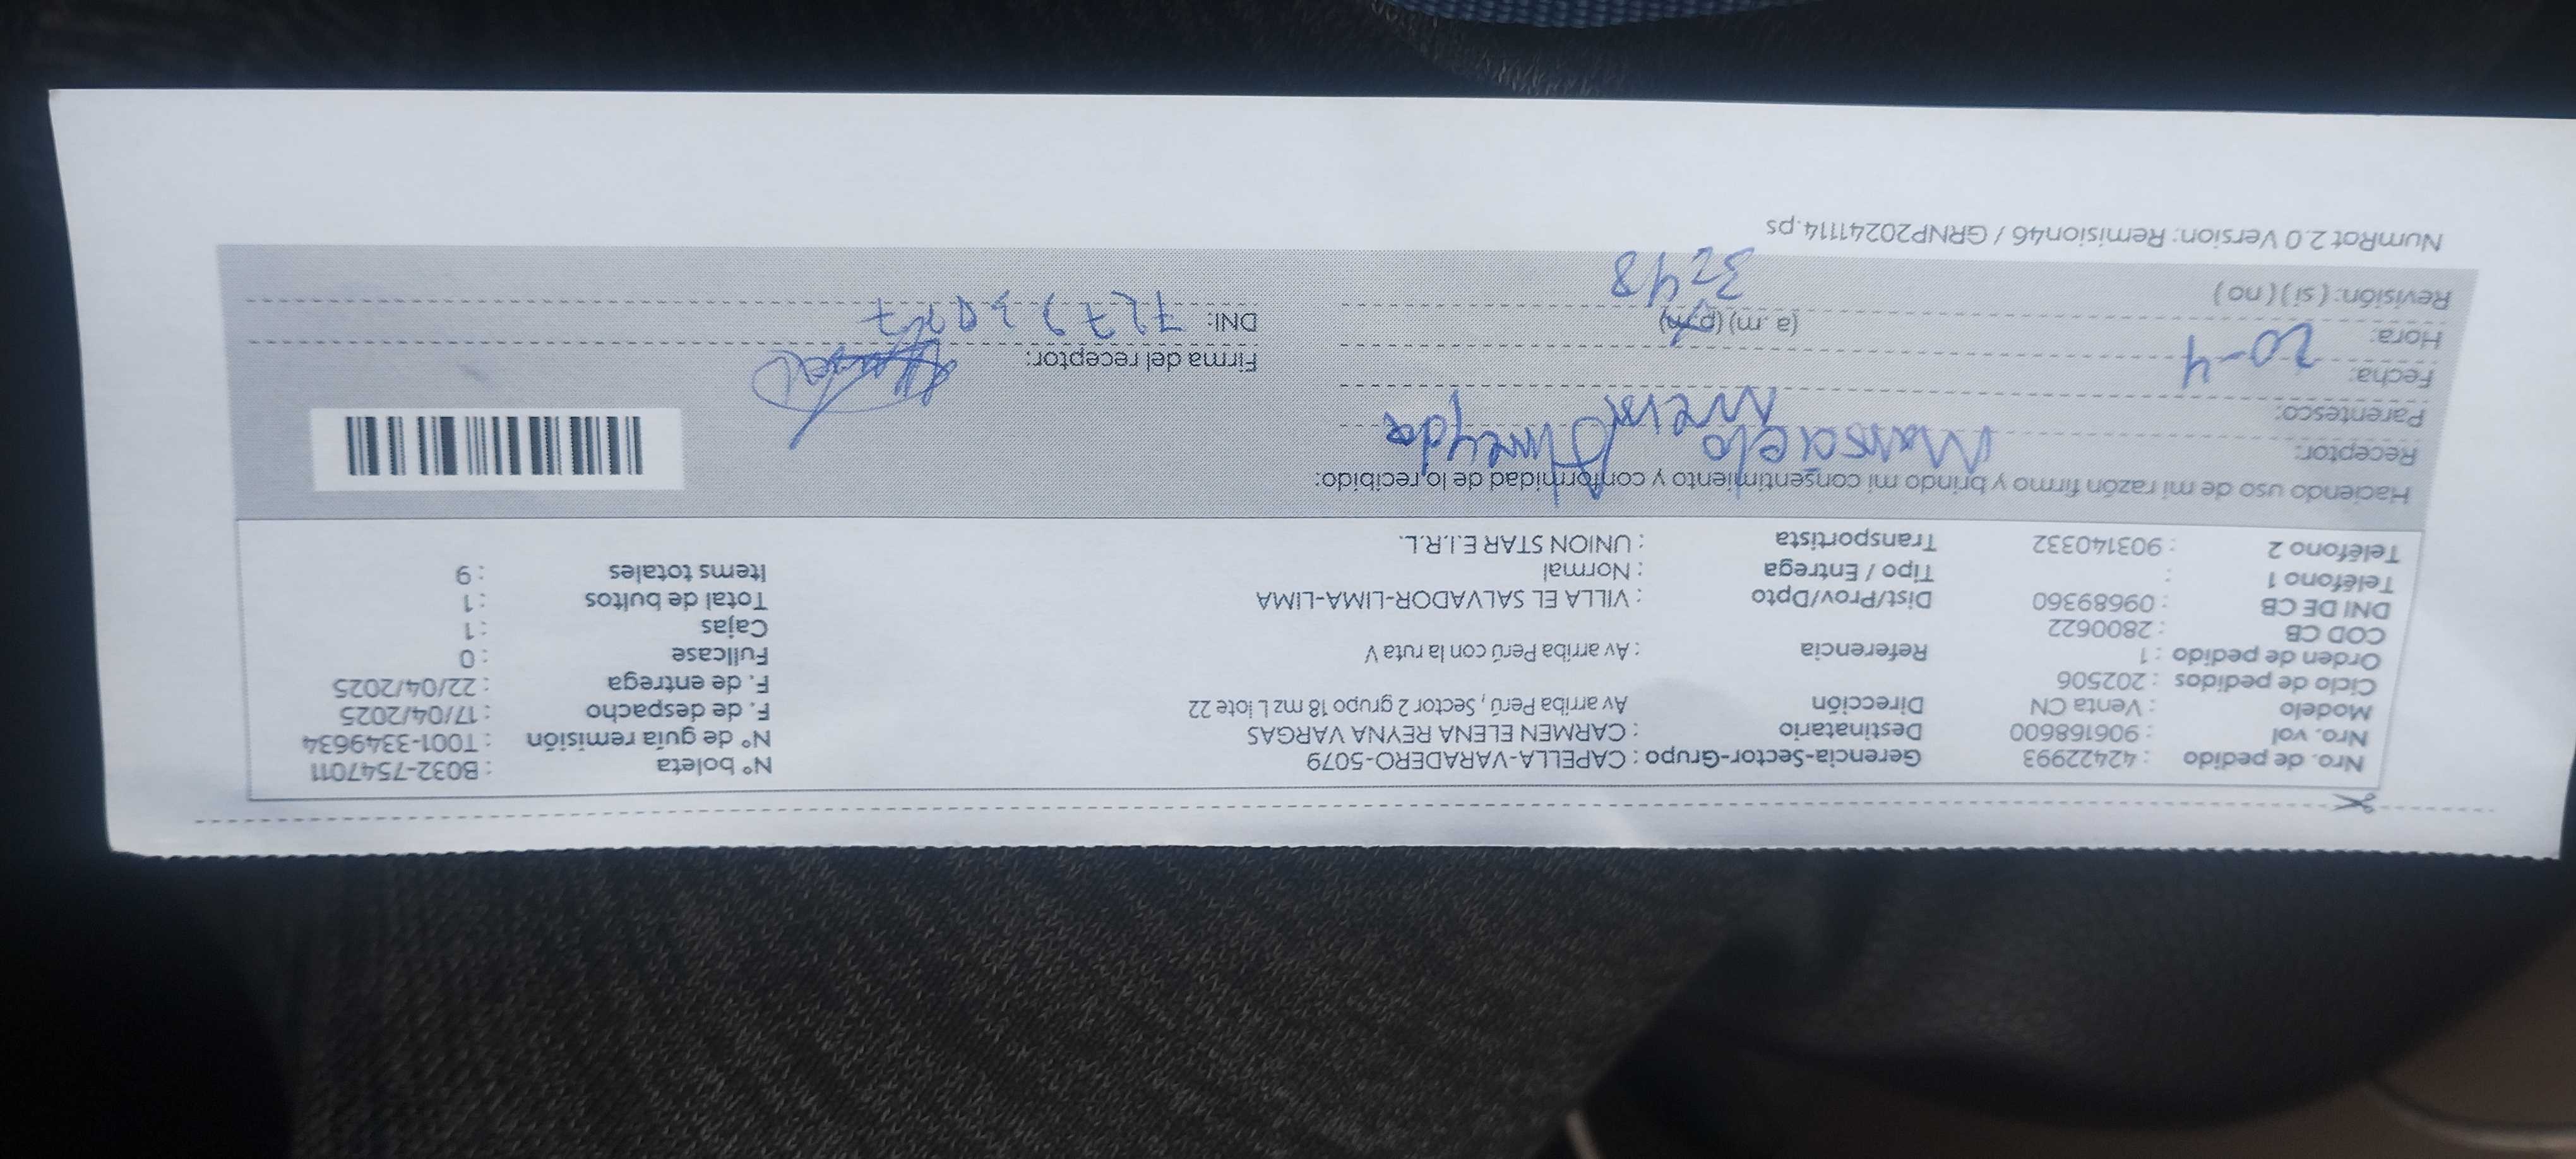 Nro. de pedido : 42422993 Gerencia-Sector-Grupo : CAPELLA-VARADERO-5079 N° boleta : B032-7547011
Nro. vol : 906168600 Destinatario : CARMEN ELENA REYNA VARGAS N° de guía remisión : T001-3349634
Modelo : Venta CN Dirección Av arriba Perú , Sector 2 grupo 18 mz L lote 22 F. de despacho : 17/04/2025
Ciclo de pedidos : 202506 F. de entrega : 22/04/2025
Orden de pedido : 1 Referencia : Av arriba Perú con la ruta V Fullcase : 0
COD CB : 2800622 Cajas : 1
DNI DE CB : 09689360 Dist/Prov/Dpto : VILLA EL SALVADOR-LIMA-LIMA Total de bultos : 1
Teléfono 1 : Tipo / Entrega : Normal Items totales : 9
Teléfono 2 : 903140332 Transportista : UNION STAR E.I.R.L.
Haciendo uso de mi razón firmo y brindo mi consentimiento y conformidad de lo recibido:
Receptor:
Parentesco:
Fecha: 20-4 Firma del receptor:
Hora: (a .m) (p.m) DNI:
Revisión: ( si ) ( no ) 3:48
NumRot 2.0 Version: Remision46 / GRNP20241114.ps